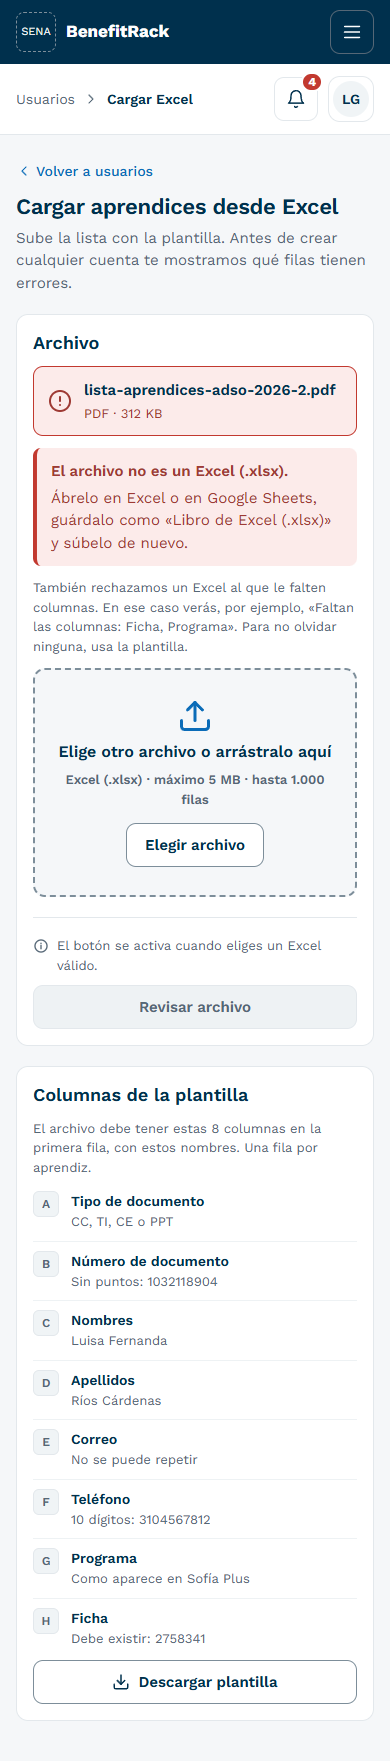 SENA BenefitRack
Usuarios > Cargar Excel 4 LG
Volver a usuarios
Cargar aprendices desde Excel
Sube la lista con la plantilla. Antes de crear
cualquier cuenta te mostramos qué filas tienen
errores.
Archivo
lista-aprendices-adso-2026-2.pdf
PDF · 312 KB
El archivo no es un Excel (.xlsx).
Ábrelo en Excel o en Google Sheets,
guárdalo como «Libro de Excel (.xlsx)»
y súbelo de nuevo.
También rechazamos un Excel al que le falten
columnas. En ese caso verás, por ejemplo, «Faltan
las columnas: Ficha, Programa». Para no olvidar
ninguna, usa la plantilla.
Elige otro archivo o arrástralo aquí
Excel (.xlsx) · máximo 5 MB · hasta 1.000
filas
Elegir archivo
El botón se activa cuando eliges un Excel
válido.
Revisar archivo
Columnas de la plantilla
El archivo debe tener estas 8 columnas en la
primera fila, con estos nombres. Una fila por
aprendiz.
A Tipo de documento
CC, TI, CE o PPT
B Número de documento
Sin puntos: 1032118904
C Nombres
Luisa Fernanda
D Apellidos
Ríos Cárdenas
E Correo
No se puede repetir
F Teléfono
10 dígitos: 3104567812
G Programa
Como aparece en Sofía Plus
H Ficha
Debe existir: 2758341
Descargar plantilla